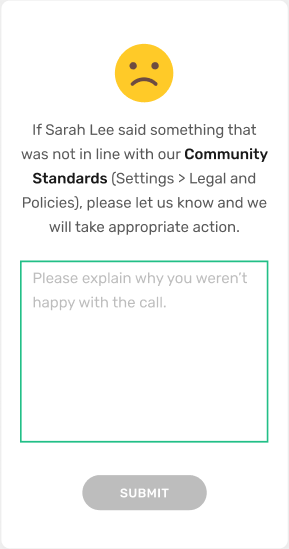 If Sarah Lee said something that
was not in line with our Community
Standards (Settings > Legal and
Policies), please let us know and we
will take appropriate action.
Please explain why you weren't
happy with the call.
SUBMIT